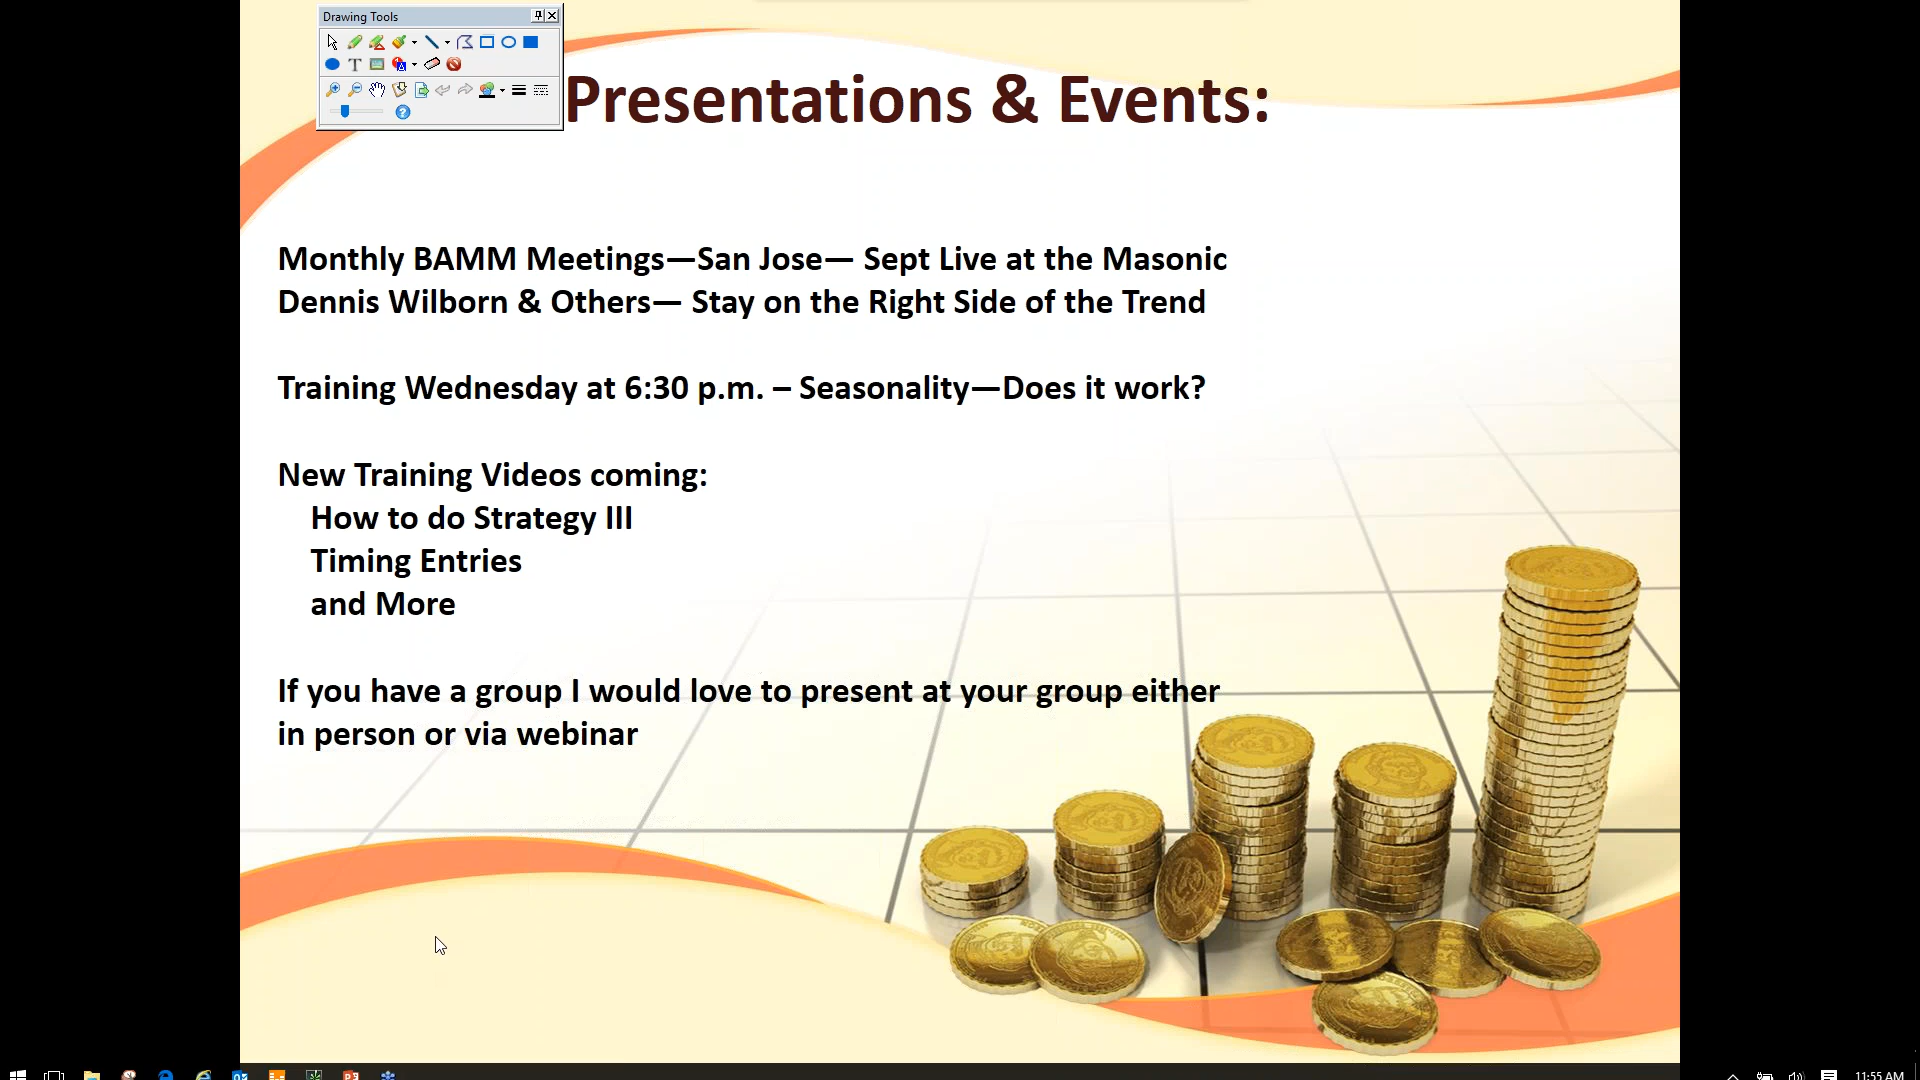 Drawing Tools
Presentations & Events:
Monthly BAMM Meetings—San Jose— Sept Live at the Masonic
Dennis Wilborn & Others— Stay on the Right Side of the Trend
Training Wednesday at 6:30 p.m. – Seasonality—Does it work?
New Training Videos coming:
How to do Strategy III
Timing Entries
and More
If you have a group I would love to present at your group either
in person or via webinar
11:55 AM